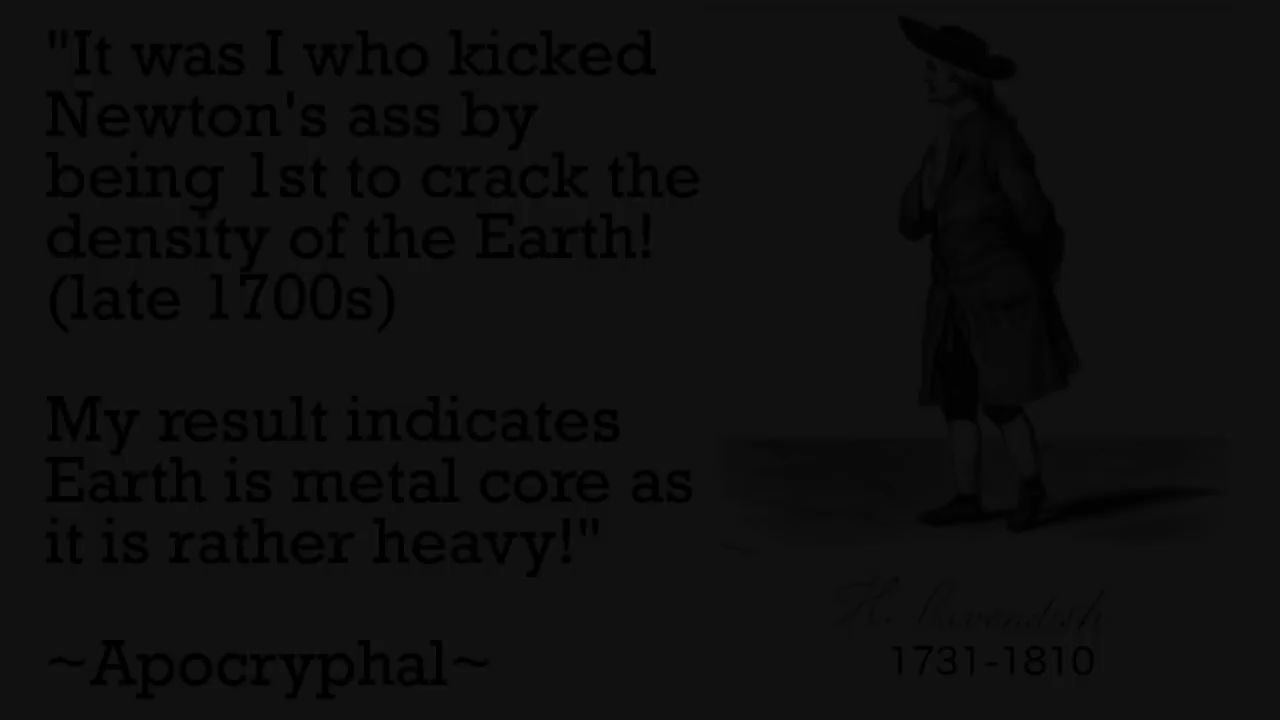 "It was I who kicked
Newton's ass by
being 1st to crack the
density of the Earth!
(late 1700s)
My result indicates
Earth is metal core as
it is rather heavy!"
~Apocryphal~
H. Cavendish
1731-1810